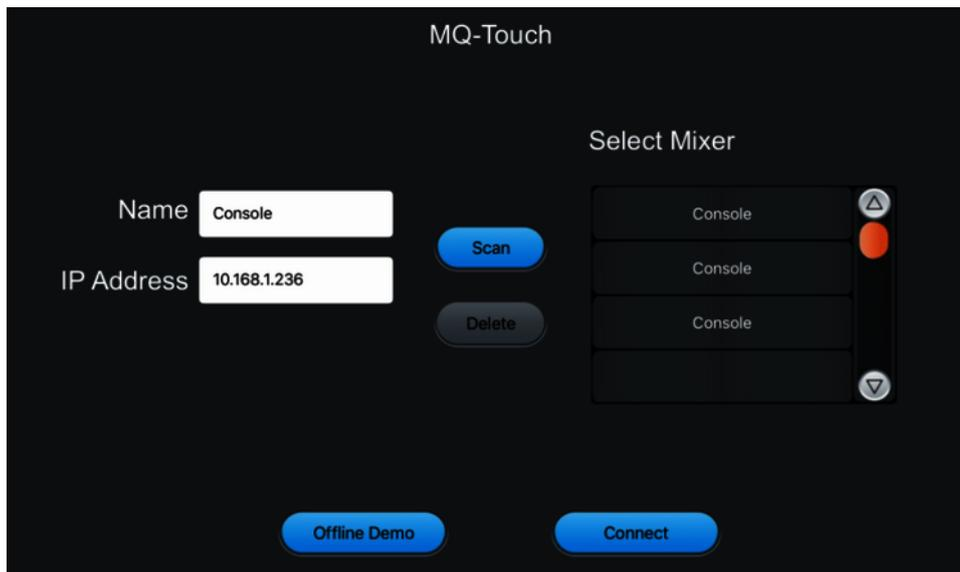 MQ-Touch
Select Mixer
Name
Console
IP Address
10.168.1.236
Scan
Delete
Console
Console
Console
Offline Demo
Connect